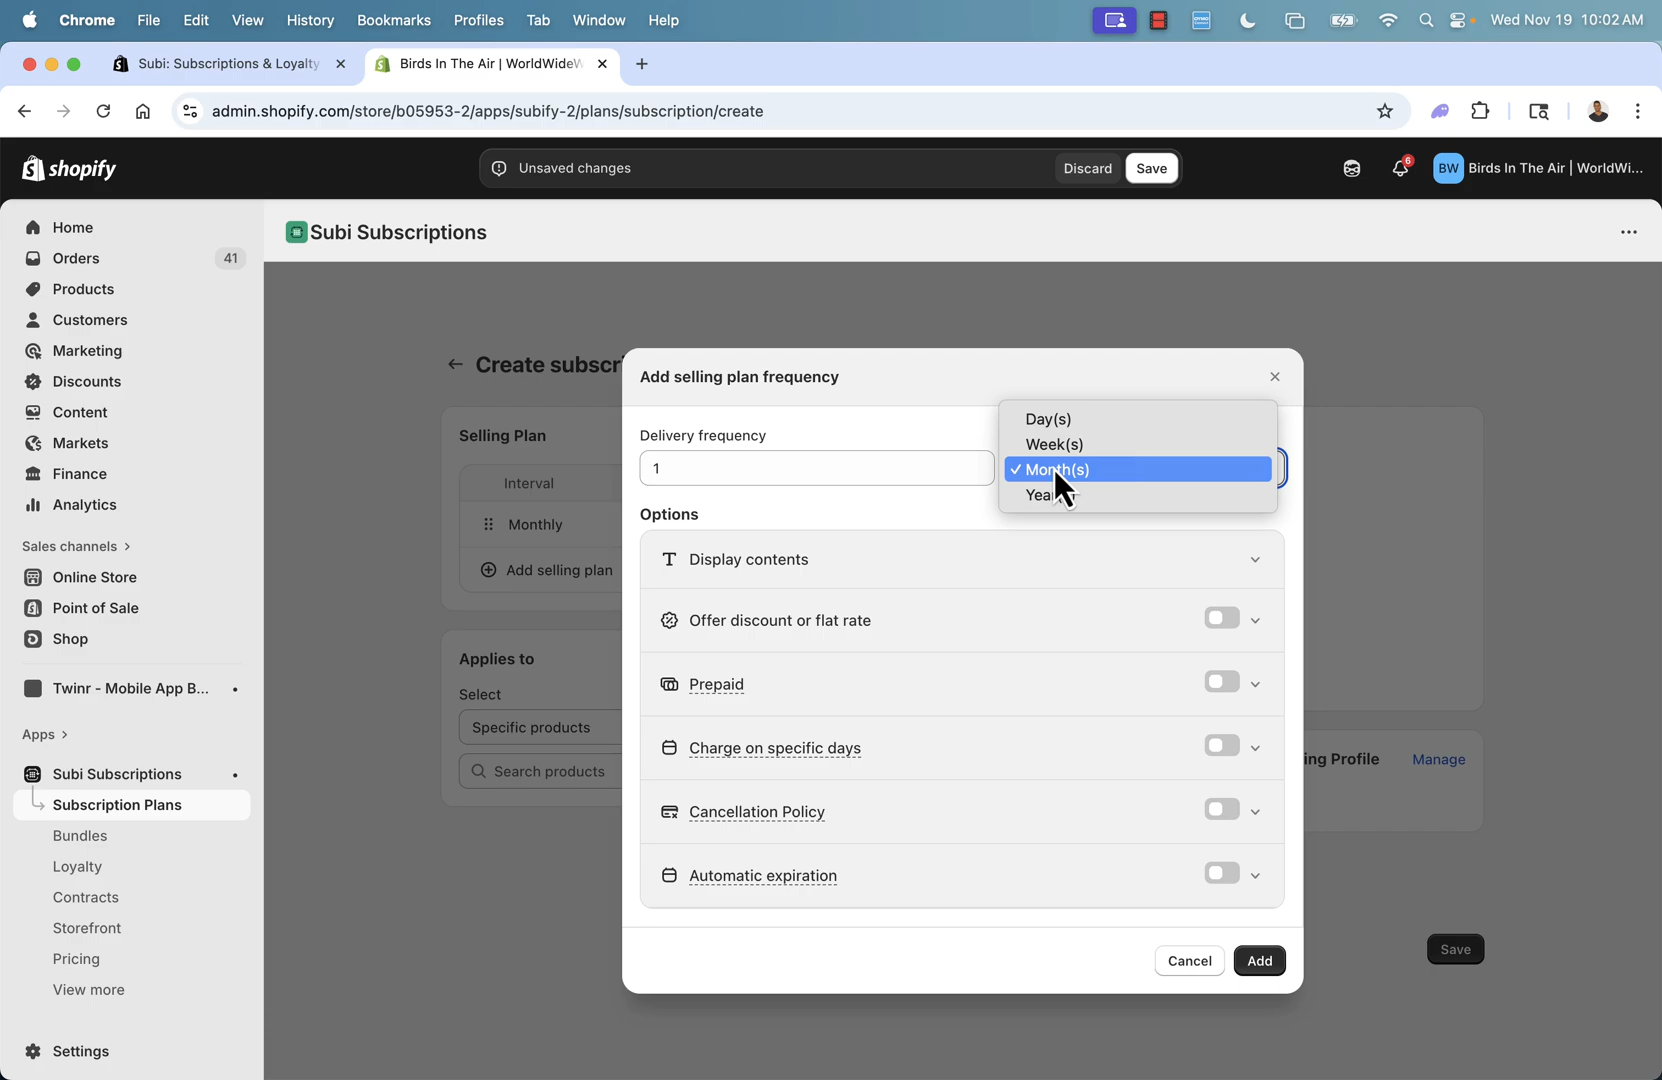 Chrome File Edit View History Bookmarks Profiles Tab Window Help
Wed Nov 19 10:02 AM
Subi: Subscriptions & Loyalty
Birds In The Air | WorldWideW
admin.shopify.com/store/b05953-2/apps/subify-2/plans/subscription/create
shopify
Unsaved changes
Discard
Save
6
BW
Birds In The Air | WorldWi...
Home
Orders
41
Products
Customers
Marketing
Discounts
Content
Markets
Finance
Analytics
Sales channels
Online Store
Point of Sale
Shop
Twinr - Mobile App B...
Apps
Subi Subscriptions
Subscription Plans
Bundles
Loyalty
Contracts
Storefront
Pricing
View more
Settings
Subi Subscriptions
Create subscri
Selling Plan
Interval
Monthly
Add selling plan
Applies to
Select
Specific products
Search products
ing Profile
Manage
Save
Add selling plan frequency
Delivery frequency
1
Day(s)
Week(s)
Month(s)
Options
Display contents
Offer discount or flat rate
Prepaid
Charge on specific days
Cancellation Policy
Automatic expiration
Cancel
Add